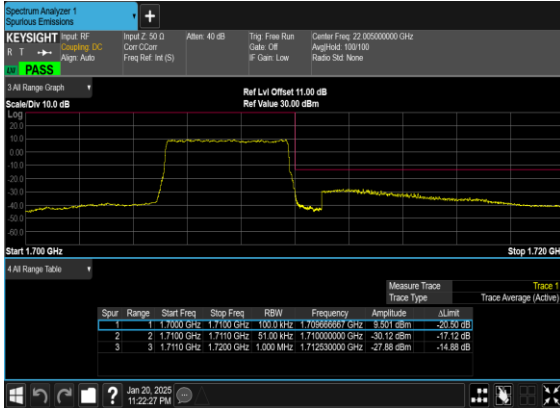 Spectrum Analyzer 1
Spurious Emissions
+
KEYSIGHT
R T
PASS
Input: RF
Coupling: DC
Align: Auto
Input Z: 50 Ω
Corr CCorr
Freq Ref: Int (S)
Atten: 40 dB
Trig: Free Run
Gate: Off
IF Gain: Low
Center Freq: 22.005000000 GHz
Avg|Hold: 100/100
Radio Std: None
3 All Range Graph
Scale/Div 10.0 dB
Ref Lvl Offset 11.00 dB
Ref Value 30.00 dBm
Log
20.0
10.0
0.00
-10.0
-20.0
-30.0
-40.0
-50.0
-60.0
Start 1.700 GHz
Stop 1.720 GH
4 All Range Table
Measure Trace Trace 1
Trace Type Trace Average (Active)
Spur Range Start Freq Stop Freq RBW Frequency Amplitude ΔLimit
1 1 1.7000 GHz 1.7100 GHz 100.0 kHz 1.709666667 GHz 9.501 dBm -20.50 dB
2 2 1.7100 GHz 1.7110 GHz 51.00 kHz 1.710000000 GHz -30.12 dBm -17.12 dB
3 3 1.7110 GHz 1.7200 GHz 1.000 MHz 1.712530000 GHz -27.88 dBm -14.88 dB
?
Jan 20, 2025
11:22:27 PM